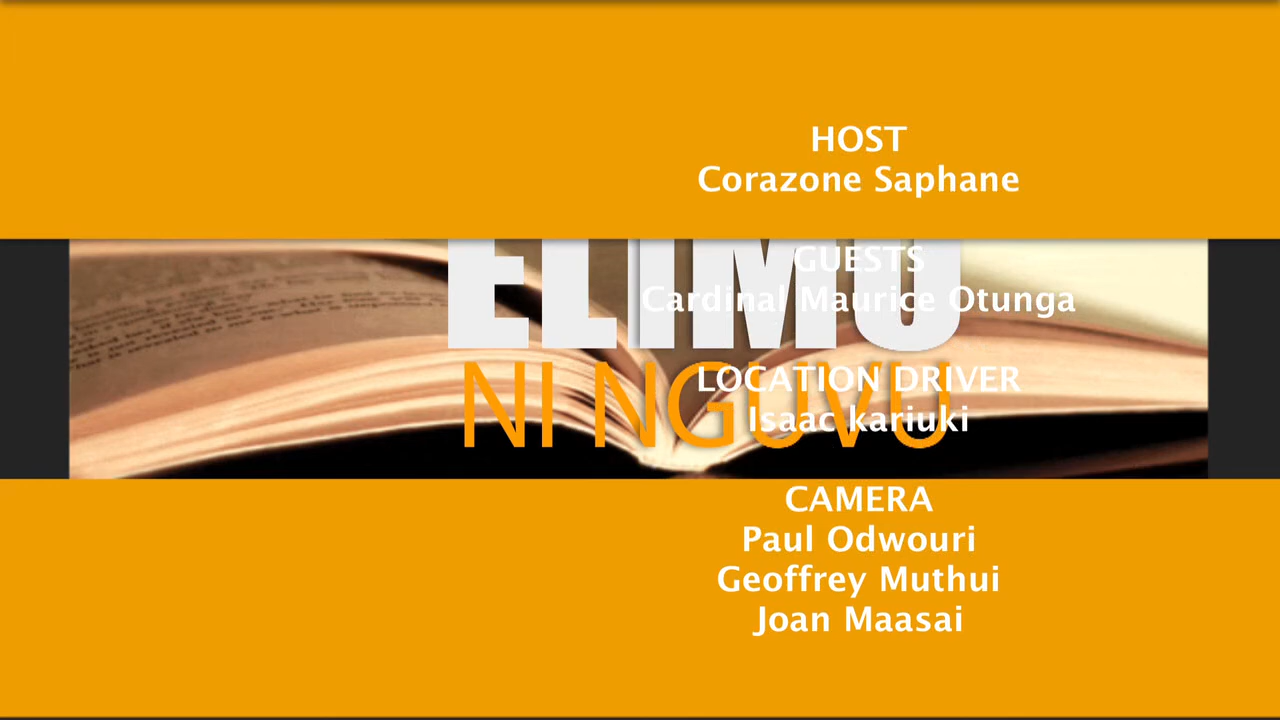 HOST
Corazone Saphane
GUESTS
Cardinal Maurice Otunga
ELIMU
NI NGUVU
LOCATION DRIVER
Isaac kariuki
CAMERA
Paul Odwouri
Geoffrey Muthui
Joan Maasai